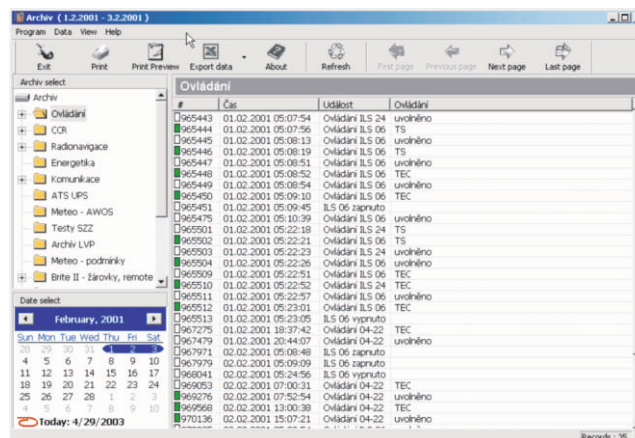 Archiv ( 1.2.2001 - 3.2.2001 )
Program Data View Help
Exit Print Print Preview Export data About Refresh First page Previous page Next page Last page
Archiv select
Archiv
Ovládání
CCR
Radionavigace
Energetika
Komunikace
ATS UPS
Meteo - AWOS
Testy SZZ
Archiv LVP
Meteo - podmínky
Brite II - žárovky, remote
Date select
February, 2001
Sun Mon Tue Wed Thu Fri Sat
28 29 30 31 1 2 3
4 5 6 7 8 9 10
11 12 13 14 15 16 17
18 19 20 21 22 23 24
25 26 27 28 1 2 3
4 5 6 7 8 9 10
Today: 4/29/2003
Ovládání
# Čas Událost Ovládání
965443 01.02.2001 05:07:54 Ovládání ILS 24 uvolněno
965444 01.02.2001 05:07:56 Ovládání ILS 06 TS
965445 01.02.2001 05:08:13 Ovládání ILS 06 uvolněno
965446 01.02.2001 05:08:19 Ovládání ILS 06 TS
965447 01.02.2001 05:08:51 Ovládání ILS 06 uvolněno
965448 01.02.2001 05:08:52 Ovládání ILS 06 TEC
965449 01.02.2001 05:08:54 Ovládání ILS 06 uvolněno
965450 01.02.2001 05:09:10 Ovládání ILS 06 TEC
965451 01.02.2001 05:09:45 ILS 06 zapnuto
965475 01.02.2001 05:10:39 Ovládání ILS 06 uvolněno
965501 01.02.2001 05:22:18 Ovládání ILS 24 TS
965502 01.02.2001 05:22:21 Ovládání ILS 06 TS
965503 01.02.2001 05:22:23 Ovládání ILS 24 uvolněno
965504 01.02.2001 05:22:26 Ovládání ILS 06 uvolněno
965509 01.02.2001 05:22:51 Ovládání ILS 06 TEC
965510 01.02.2001 05:22:52 Ovládání ILS 24 TEC
965511 01.02.2001 05:22:57 Ovládání ILS 06 uvolněno
965512 01.02.2001 05:23:01 Ovládání ILS 06 TEC
965513 01.02.2001 05:23:05 ILS 06 vypnuto
967275 01.02.2001 18:37:42 Ovládání 04-22 TEC
967479 01.02.2001 20:44:07 Ovládání 04-22 uvolněno
967971 02.02.2001 05:08:48 ILS 06 zapnuto
967979 02.02.2001 05:09:09 ILS 06 zapnuto
968041 02.02.2001 05:24:56 ILS 06 vypnuto
969053 02.02.2001 07:00:31 Ovládání 04-22 TEC
969276 02.02.2001 07:52:54 Ovládání 04-22 uvolněno
969568 02.02.2001 13:00:38 Ovládání 04-22 TEC
970136 02.02.2001 15:07:21 Ovládání 04-22 uvolněno
Records : 35